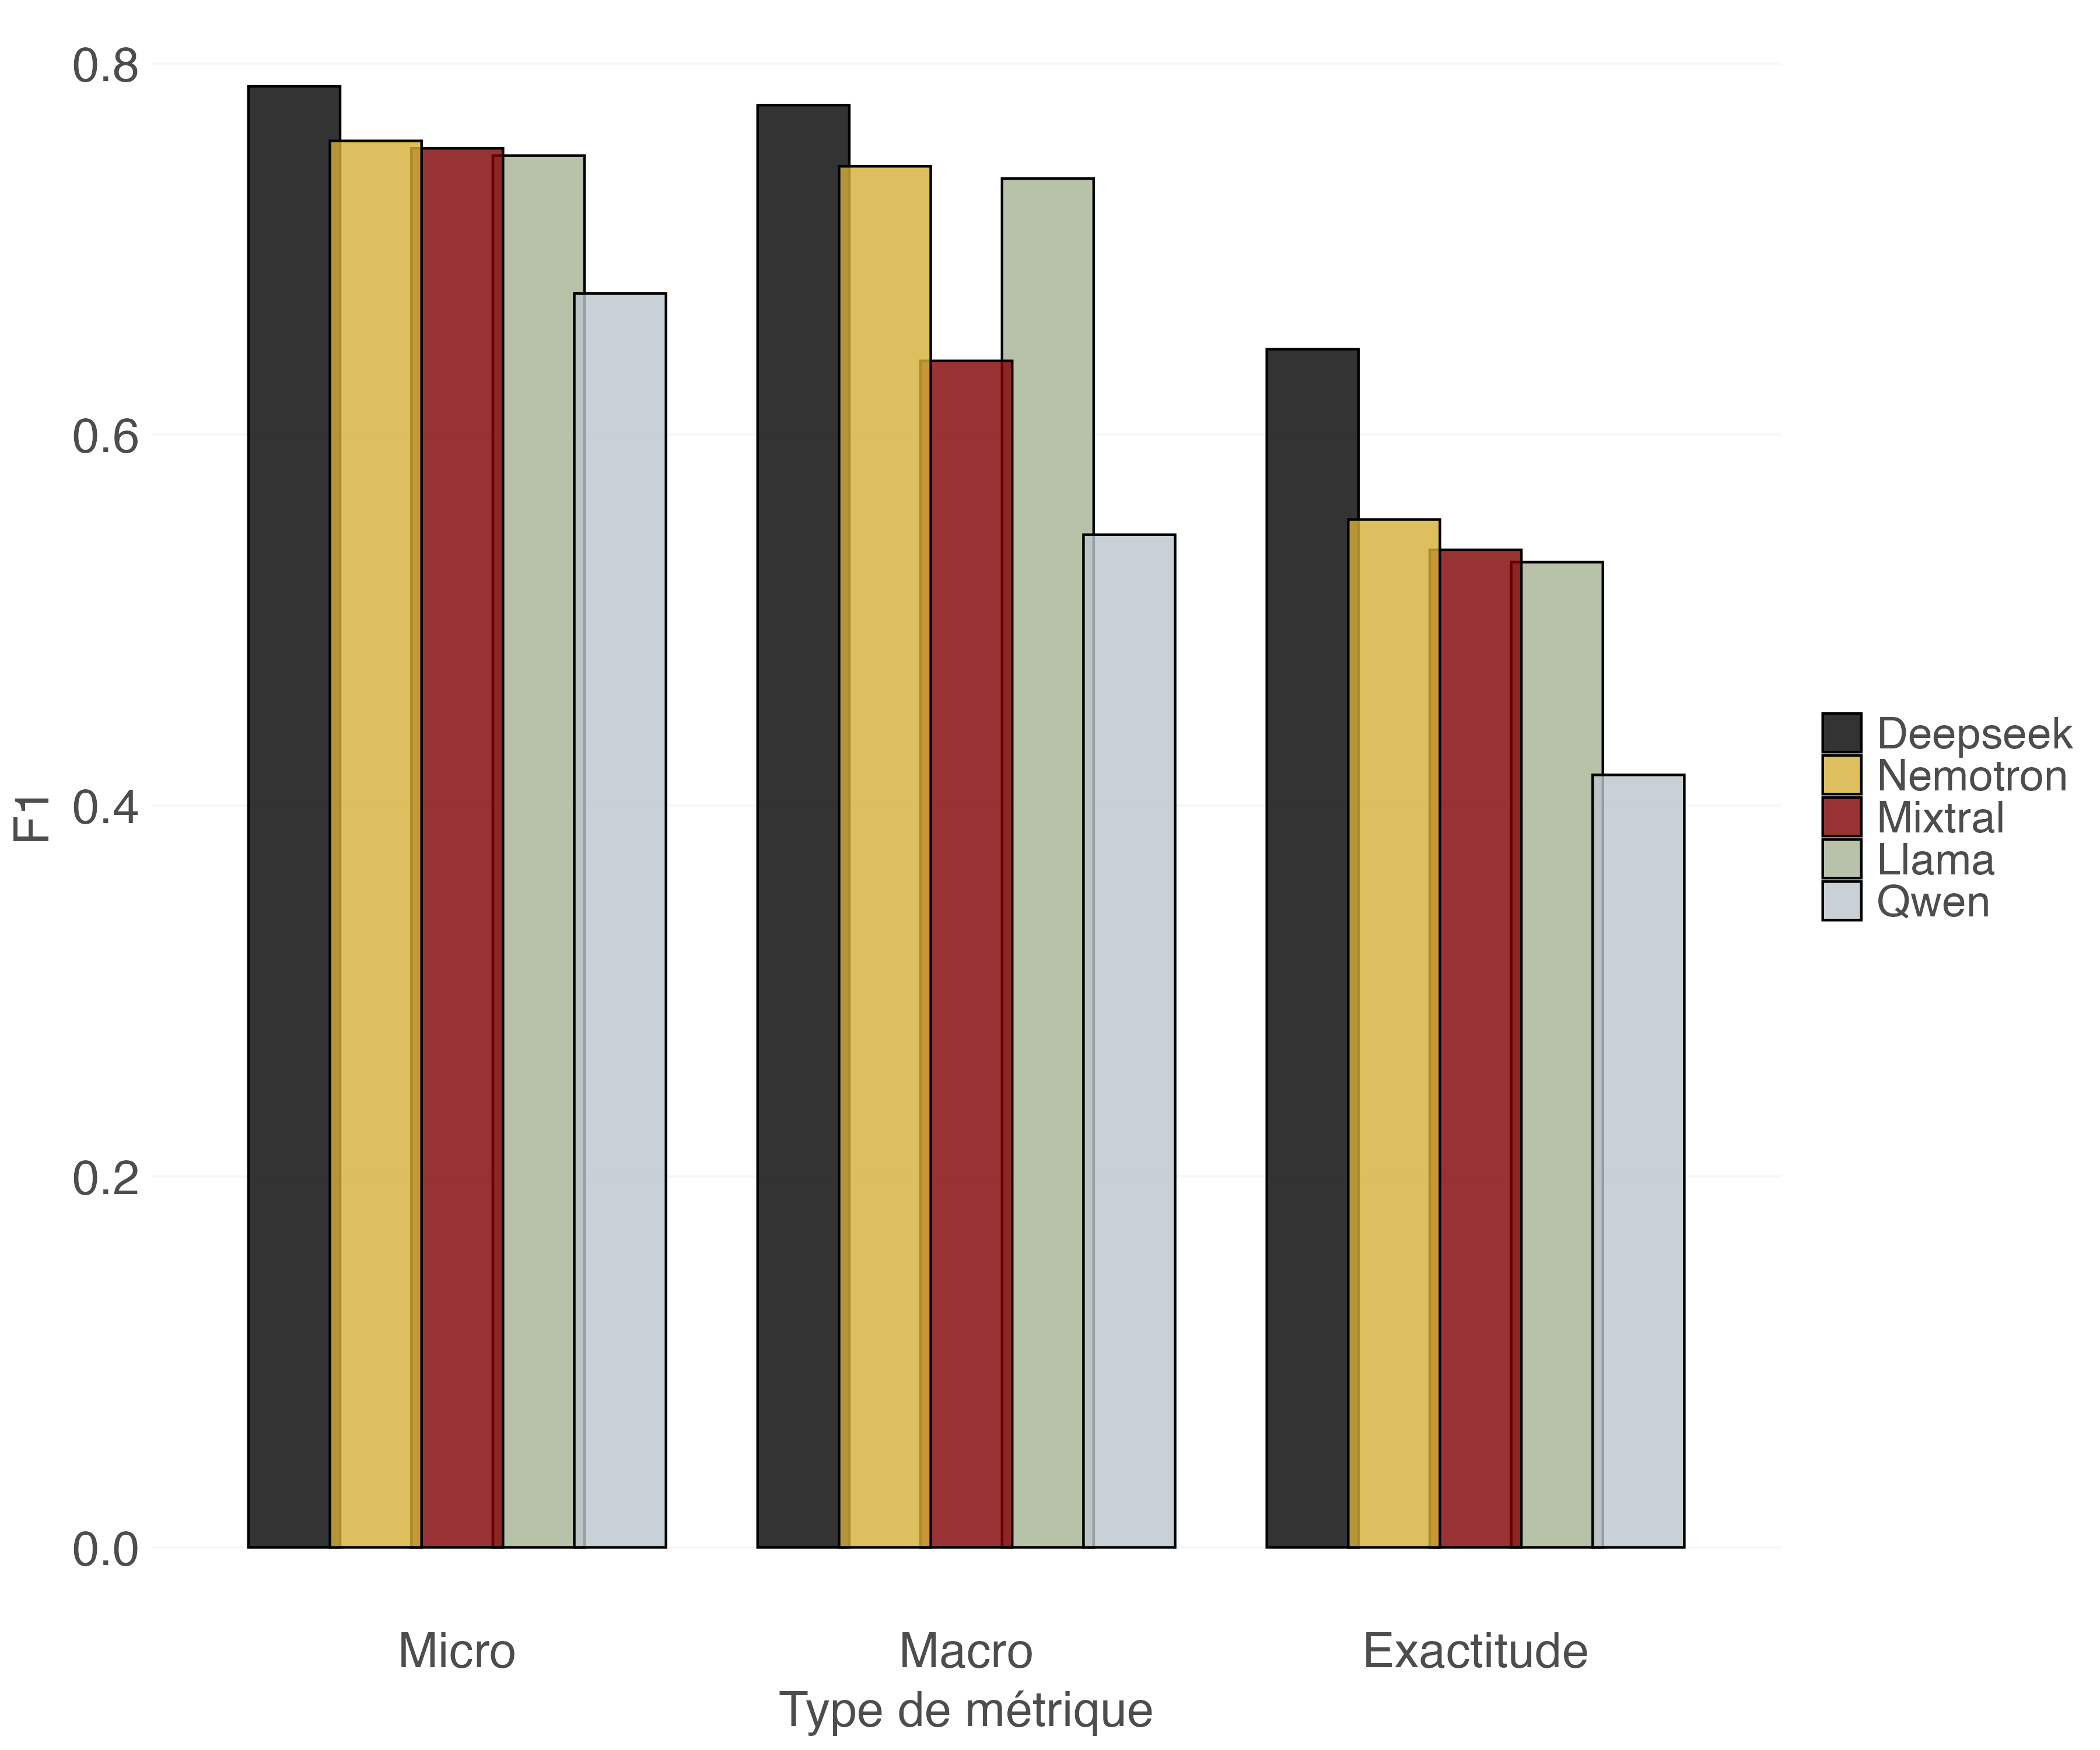 0.8
0.6
0.4
0.2
0.0
F1
Micro
Macro
Exactitude
Type de métrique
Deepseek
Nemotron
Mixtral
Llama
Qwen